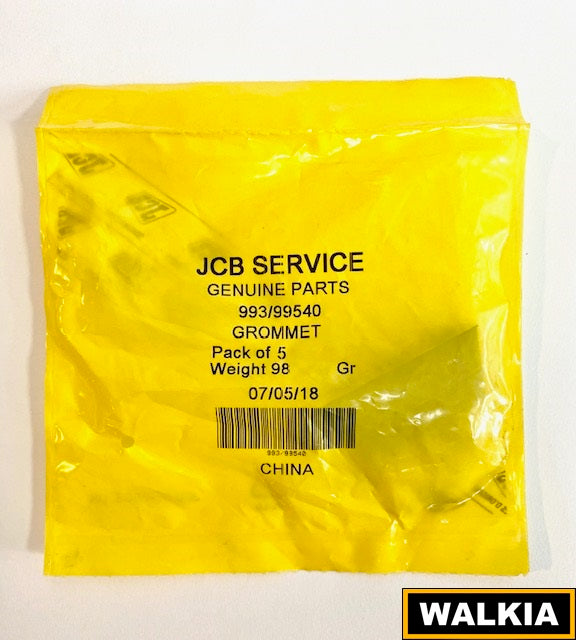 JCB SERVICE
GENUINE PARTS
993/99540
GROMMET
Pack of 5
Weight 98 Gr
07/05/18
993/99540
CHINA
WALKIA